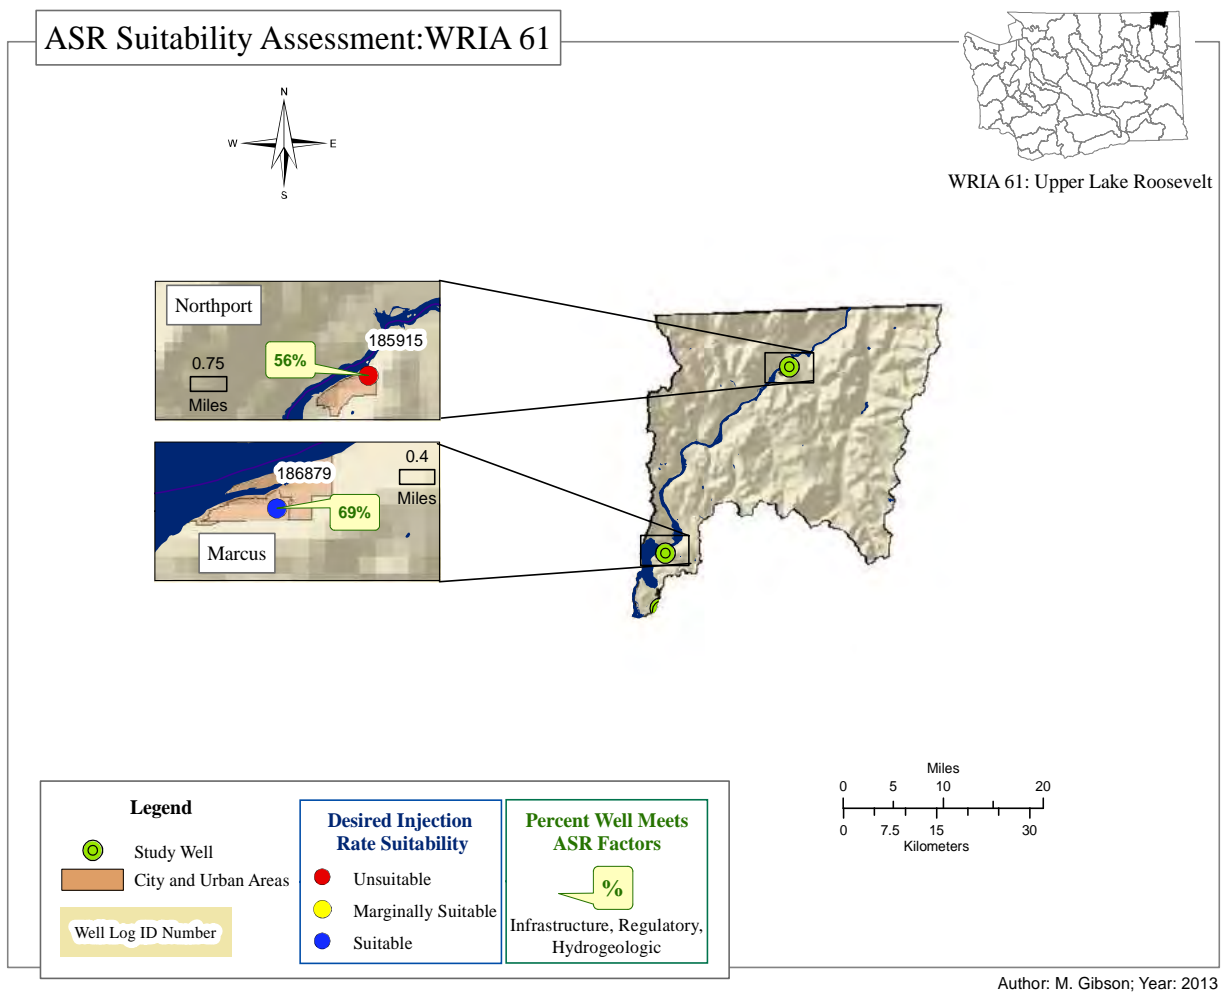 ASR Suitability Assessment:WRIA 61
N
W
E
S
WRIA 61: Upper Lake Roosevelt
Northport
185915
56%
0.75
Miles
186879
0.4
Miles
69%
Marcus
Legend
Study Well
City and Urban Areas
Well Log ID Number
Desired Injection
Rate Suitability
Unsuitable
Marginally Suitable
Suitable
Percent Well Meets
ASR Factors
%
Infrastructure, Regulatory,
Hydrogeologic
Miles
0 5 10 20
0 7.5 15 30
Kilometers
Author: M. Gibson; Year: 2013